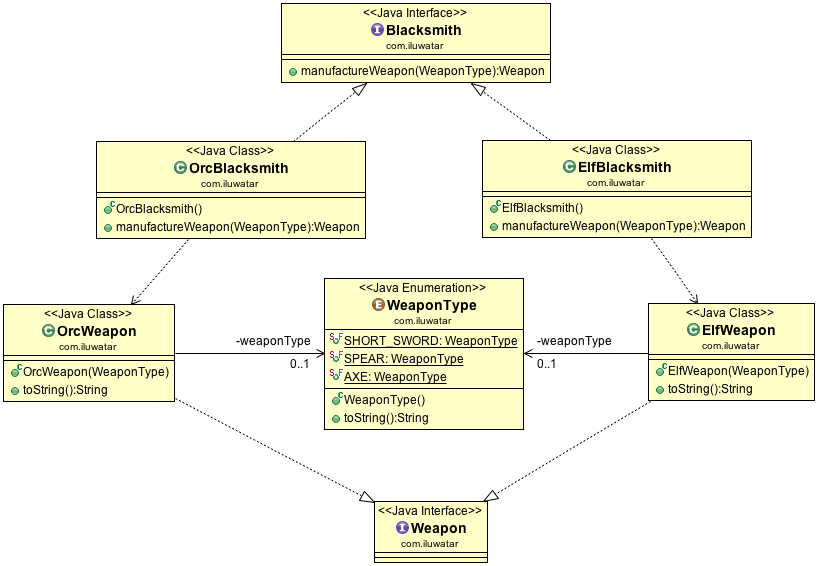 <<Java Interface>>
Blacksmith
com.iluwatar
manufactureWeapon(WeaponType):Weapon
<<Java Class>>
OrcBlacksmith
com.iluwatar
OrcBlacksmith()
manufactureWeapon(WeaponType):Weapon
<<Java Class>>
ElfBlacksmith
com.iluwatar
ElfBlacksmith()
manufactureWeapon(WeaponType):Weapon
<<Java Class>>
OrcWeapon
com.iluwatar
OrcWeapon(WeaponType)
toString():String
-weaponType
0..1
<<Java Enumeration>>
WeaponType
com.iluwatar
SHORT_SWORD: WeaponType
SPEAR: WeaponType
AXE: WeaponType
WeaponType()
toString():String
-weaponType
0..1
<<Java Class>>
ElfWeapon
com.iluwatar
ElfWeapon(WeaponType)
toString():String
<<Java Interface>>
Weapon
com.iluwatar